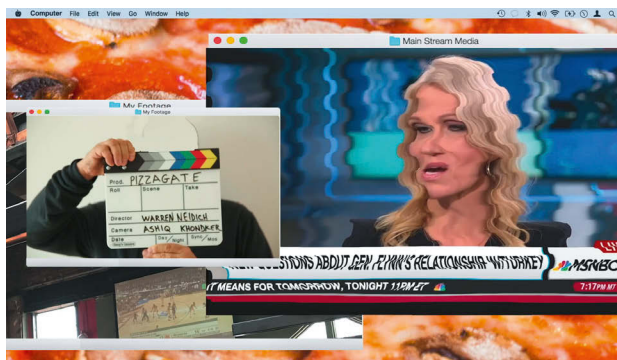 Computer File Edit View Go Window Help
Main Stream Media
My Footage
My Footage
Prod. PIZZAGATE
Roll Scene Take
Director WARREN NEIDICH
Camera ASHIQ KHONDKER
Date Day/Night Sync/Mos
QUESTIONS ABOUT GEN. FLYNN'S RELATIONSHIP WITH TURKEY MSNBC
IT MEANS FOR TOMORROW, TONIGHT 11PM ET 7:17PM MT